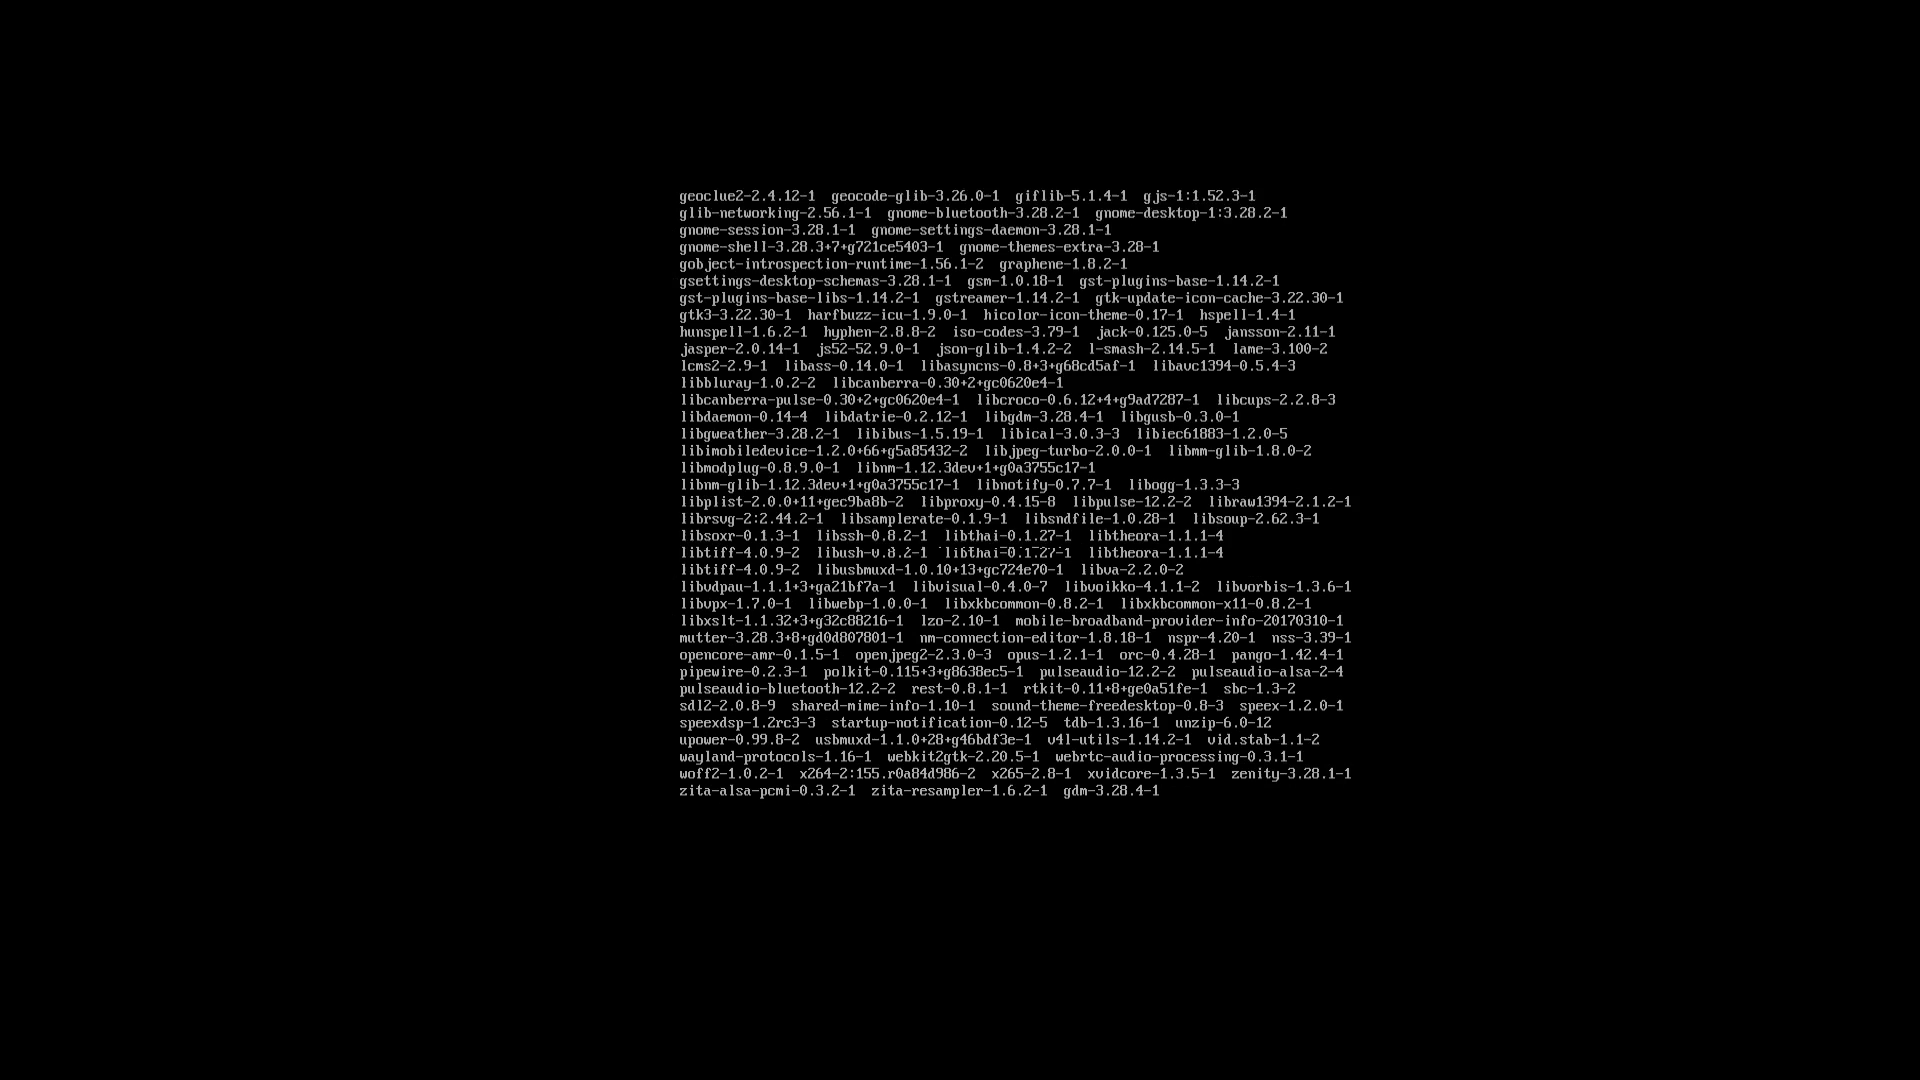 geoclue2-2.4.12-1  geocode-glib-3.26.0-1  giflib-5.1.4-1  gjs-1:1.52.3-1
glib-networking-2.56.1-1  gnome-bluetooth-3.28.2-1  gnome-desktop-1:3.28.2-1
gnome-session-3.28.1-1  gnome-settings-daemon-3.28.1-1
gnome-shell-3.28.3+7+g721ce5403-1  gnome-themes-extra-3.28-1
gobject-introspection-runtime-1.56.1-2  graphene-1.8.2-1
gsettings-desktop-schemas-3.28.1-1  gsm-1.0.18-1  gst-plugins-base-1.14.2-1
gst-plugins-base-libs-1.14.2-1  gstreamer-1.14.2-1  gtk-update-icon-cache-3.22.30-1
gtk3-3.22.30-1  harfbuzz-icu-1.9.0-1  hicolor-icon-theme-0.17-1  hspell-1.4-1
hunspell-1.6.2-1  hyphen-2.8.8-2  iso-codes-3.79-1  jack-0.125.0-5  jansson-2.11-1
jasper-2.0.14-1  js52-52.9.0-1  json-glib-1.4.2-2  l-smash-2.14.5-1  lame-3.100-2
lcms2-2.9-1  libass-0.14.0-1  libasyncns-0.8+3+g68cd5af-1  libavc1394-0.5.4-3
libbluray-1.0.2-2  libcanberra-0.30+2+gc0620e4-1
libcanberra-pulse-0.30+2+gc0620e4-1  libcroco-0.6.12+4+g9ad7287-1  libcups-2.2.8-3
libdaemon-0.14-4  libdatrie-0.2.12-1  libgdm-3.28.4-1  libgusb-0.3.0-1
libgweather-3.28.2-1  libibus-1.5.19-1  libical-3.0.3-3  libiec61883-1.2.0-5
libimobiledevice-1.2.0+66+g5a85432-2  libjpeg-turbo-2.0.0-1  libmm-glib-1.8.0-2
libmodplug-0.8.9.0-1  libnm-1.12.3dev+1+g0a3755c17-1
libnm-glib-1.12.3dev+1+g0a3755c17-1  libnotify-0.7.7-1  libogg-1.3.3-3
libplist-2.0.0+11+gec9ba8b-2  libproxy-0.4.15-8  libpulse-12.2-2  libraw1394-2.1.2-1
librsvg-2:2.44.2-1  libsamplerate-0.1.9-1  libsndfile-1.0.28-1  libsoup-2.62.3-1
libsoxr-0.1.3-1  libssh-0.8.2-1  libthai-0.1.27-1  libtheora-1.1.1-4
libtiff-4.0.9-2  libthai-0.1.27-1  libtheora-1.1.1-4
libtiff-4.0.9-2  libusbmuxd-1.0.10+13+gc724e70-1  libva-2.2.0-2
libvdpau-1.1.1+3+ga21bf7a-1  libvisual-0.4.0-7  libvoikko-4.1.1-2  libvorbis-1.3.6-1
libvpx-1.7.0-1  libwebp-1.0.0-1  libxkbcommon-0.8.2-1  libxkbcommon-x11-0.8.2-1
libxslt-1.1.32+3+g32c88216-1  lzo-2.10-1  mobile-broadband-provider-info-20170310-1
mutter-3.28.3+8+gd0d807801-1  nm-connection-editor-1.8.18-1  nspr-4.20-1  nss-3.39-1
opencore-amr-0.1.5-1  openjpeg2-2.3.0-3  opus-1.2.1-1  orc-0.4.28-1  pango-1.42.4-1
pipewire-0.2.3-1  polkit-0.115+3+g8638ec5-1  pulseaudio-12.2-2  pulseaudio-alsa-2-4
pulseaudio-bluetooth-12.2-2  rest-0.8.1-1  rtkit-0.11+8+ge0a51fe-1  sbc-1.3-2
sdl2-2.0.8-9  shared-mime-info-1.10-1  sound-theme-freedesktop-0.8-3  speex-1.2.0-1
speexdsp-1.2rc3-3  startup-notification-0.12-5  tdb-1.3.16-1  unzip-6.0-12
upower-0.99.8-2  usbmuxd-1.1.0+28+g46bdf3e-1  v4l-utils-1.14.2-1  vid.stab-1.1-2
wayland-protocols-1.16-1  webkit2gtk-2.20.5-1  webrtc-audio-processing-0.3.1-1
woff2-1.0.2-1  x264-2:155.r0a84d986-2  x265-2.8-1  xvidcore-1.3.5-1  zenity-3.28.1-1
zita-alsa-pcmi-0.3.2-1  zita-resampler-1.6.2-1  gdm-3.28.4-1